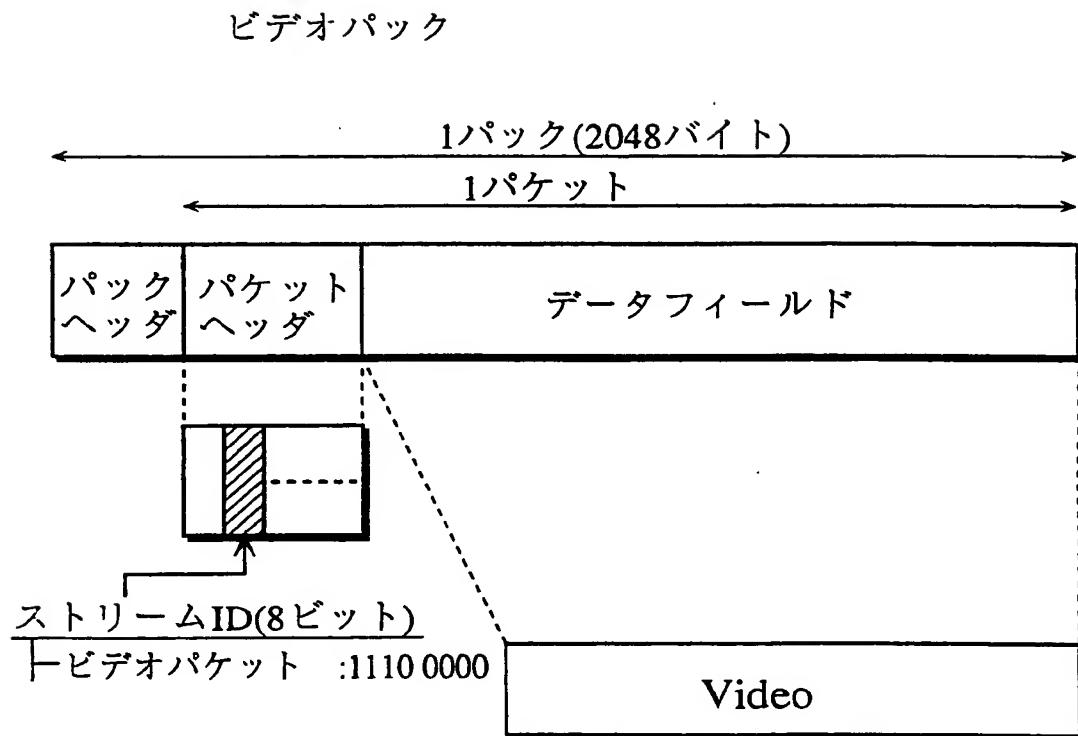 ビデオパック
1パック(2048バイト)
1パケット
パック
ヘッダ
パケット
ヘッダ
データフィールド
ストリームID(8ビット)
ビデオパケット :1110 0000
Video